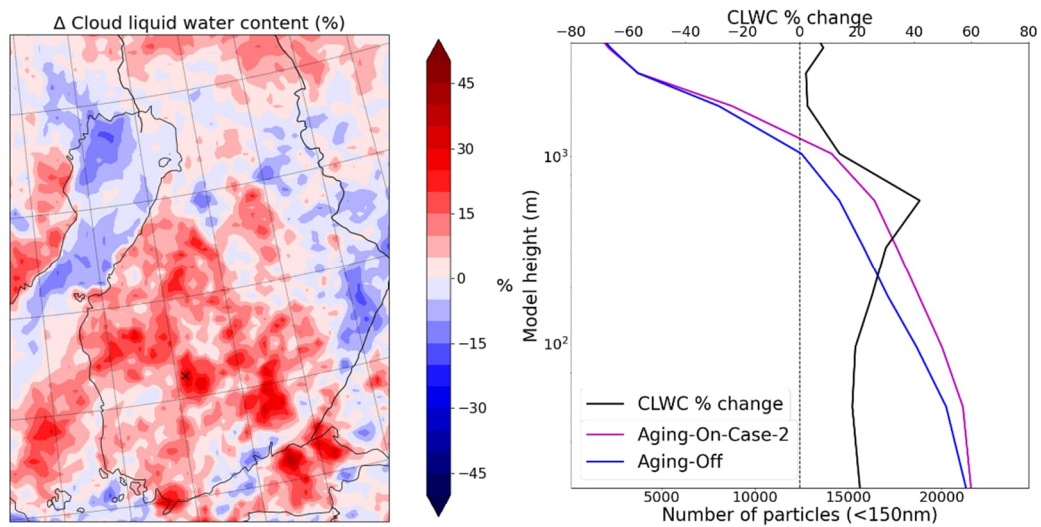 Δ Cloud liquid water content (%)
45
30
15
0
−15
−30
−45
%
CLWC % change
−80 −60 −40 −20 0 20 40 60 80
Model height (m)
10³
10²
CLWC % change
Aging-On-Case-2
Aging-Off
5000 10000 15000 20000
Number of particles (<150nm)